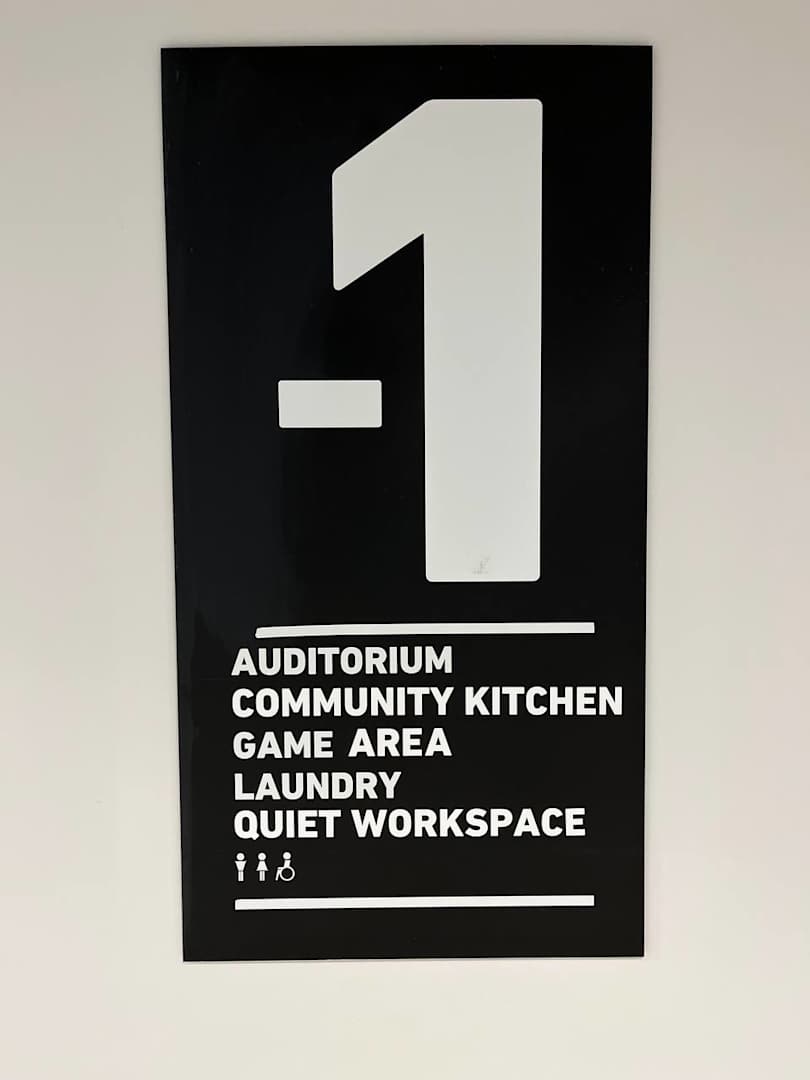 -1
AUDITORIUM
COMMUNITY KITCHEN
GAME AREA
LAUNDRY
QUIET WORKSPACE